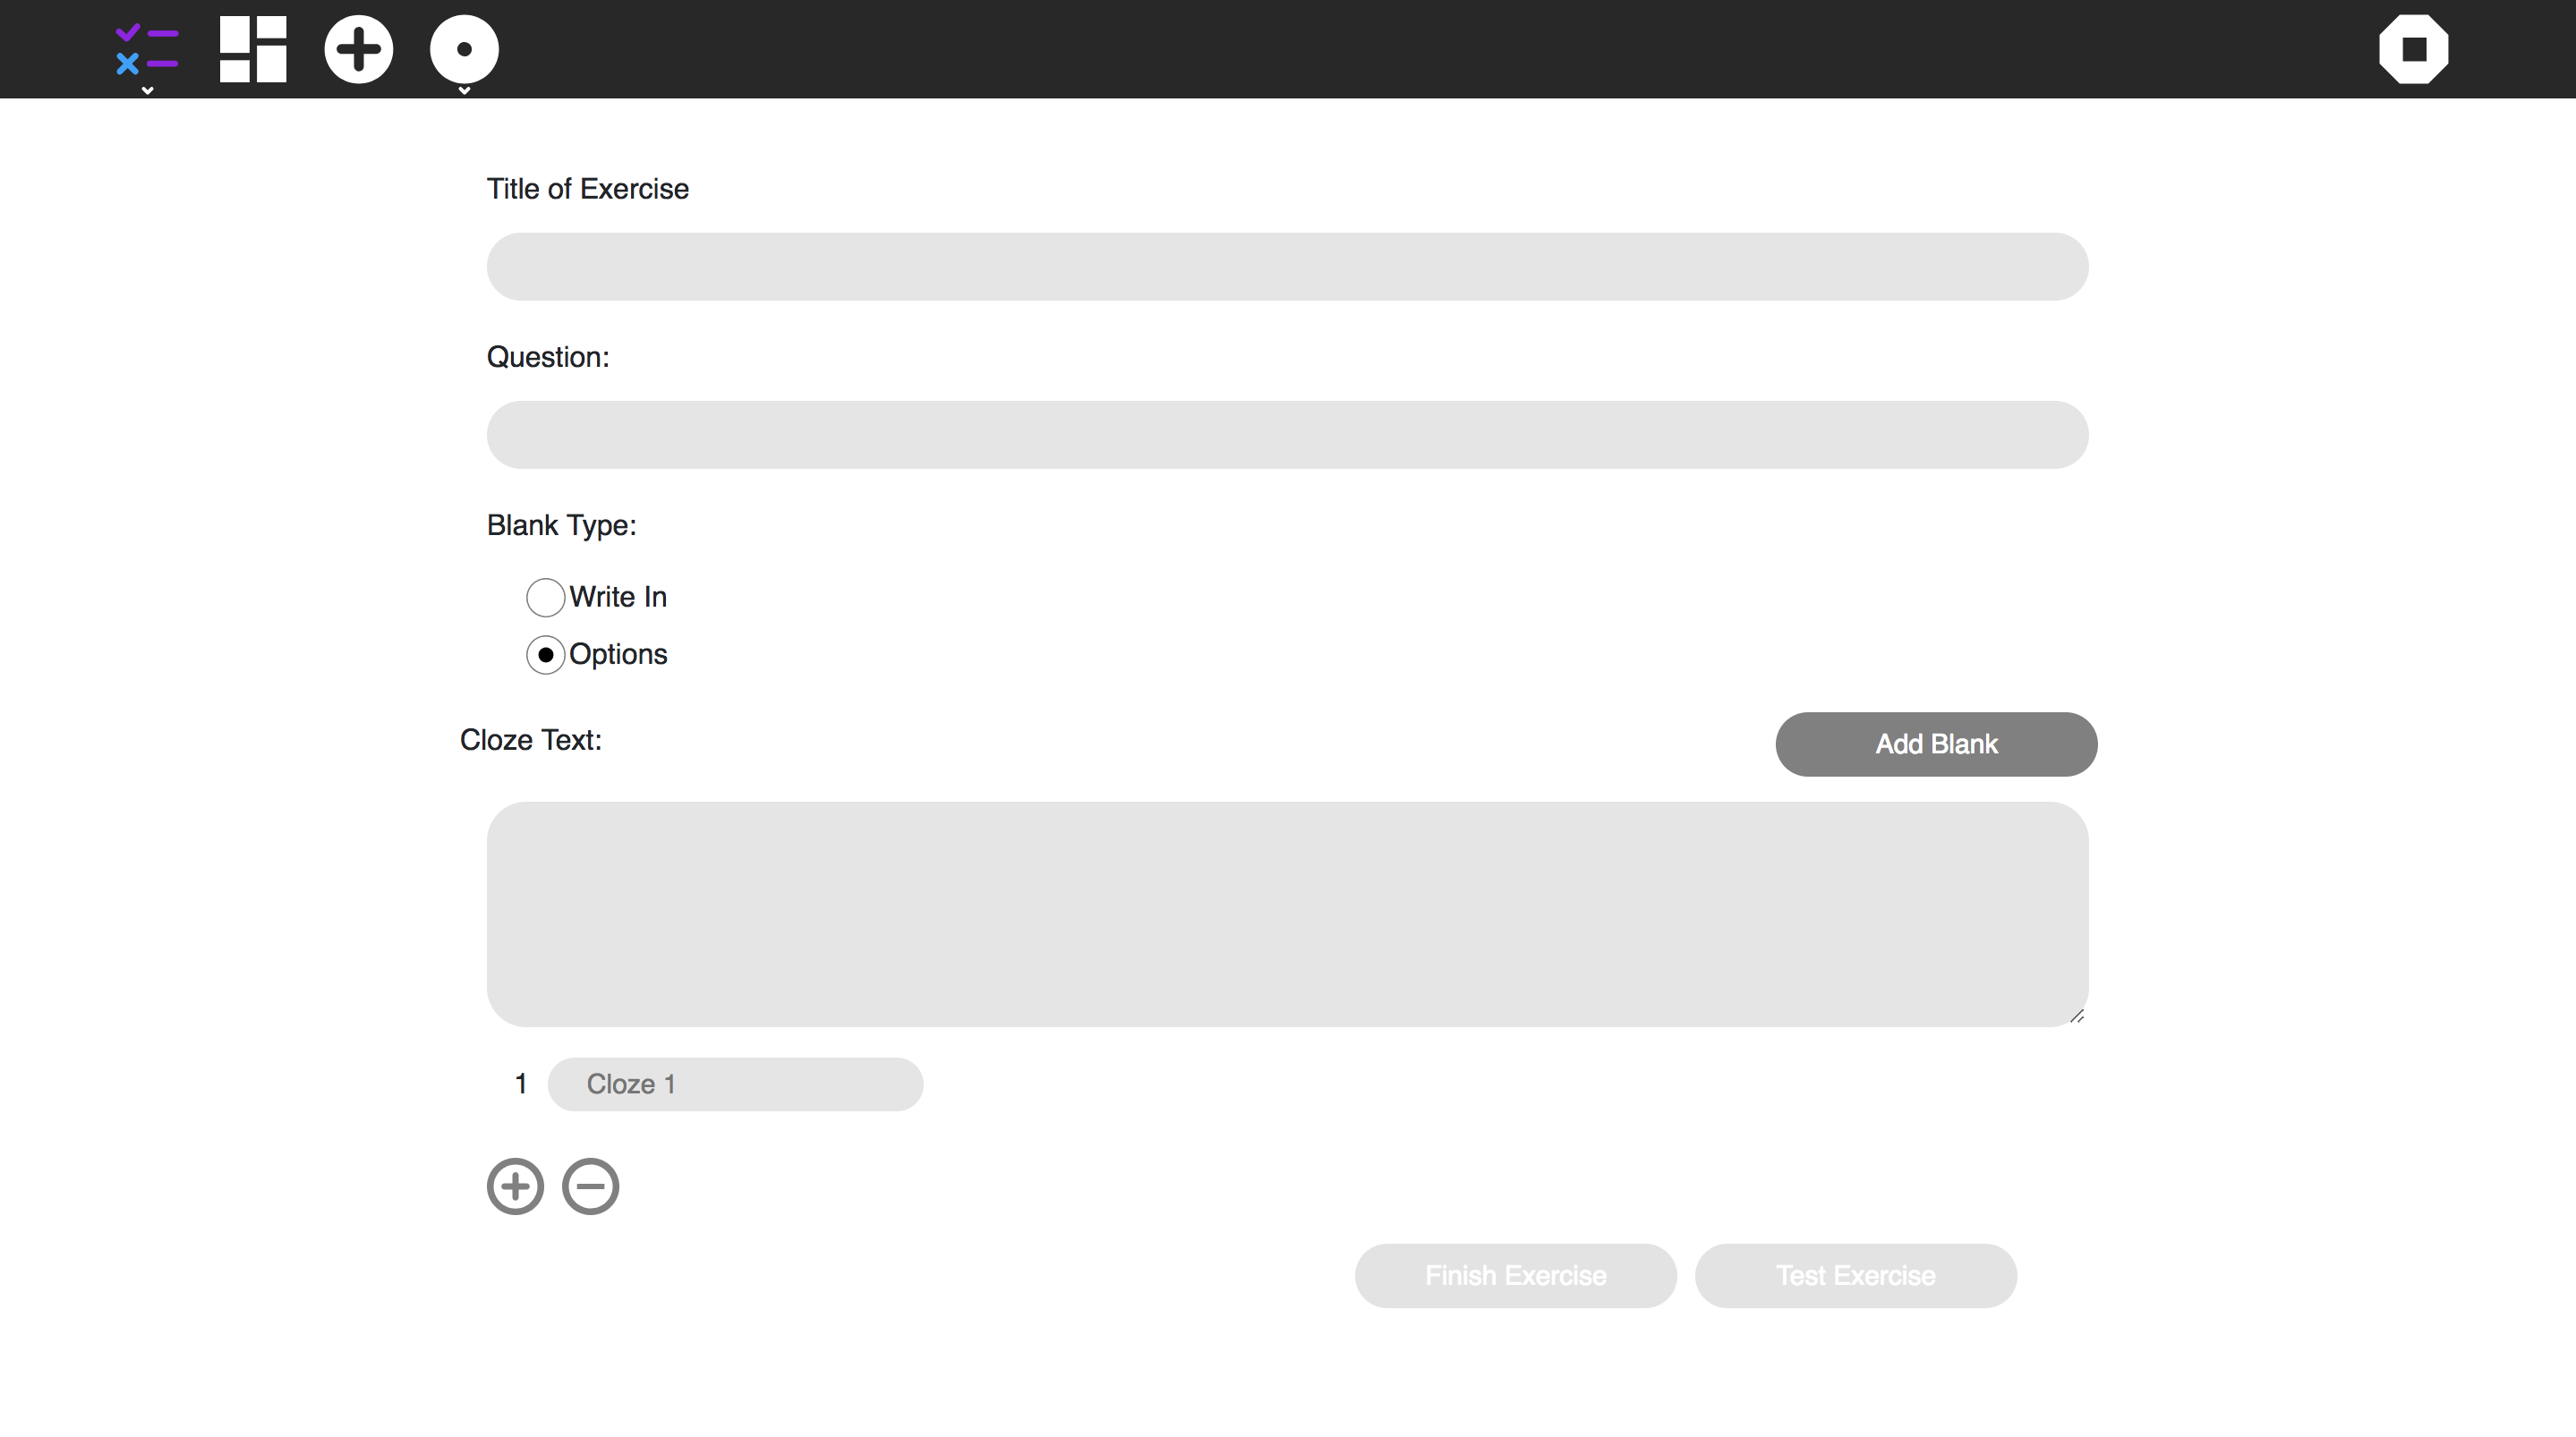 Title of Exercise
Question:
Blank Type:
Write In
Options
Cloze Text:
Add Blank
1 Cloze 1
Finish Exercise Test Exercise